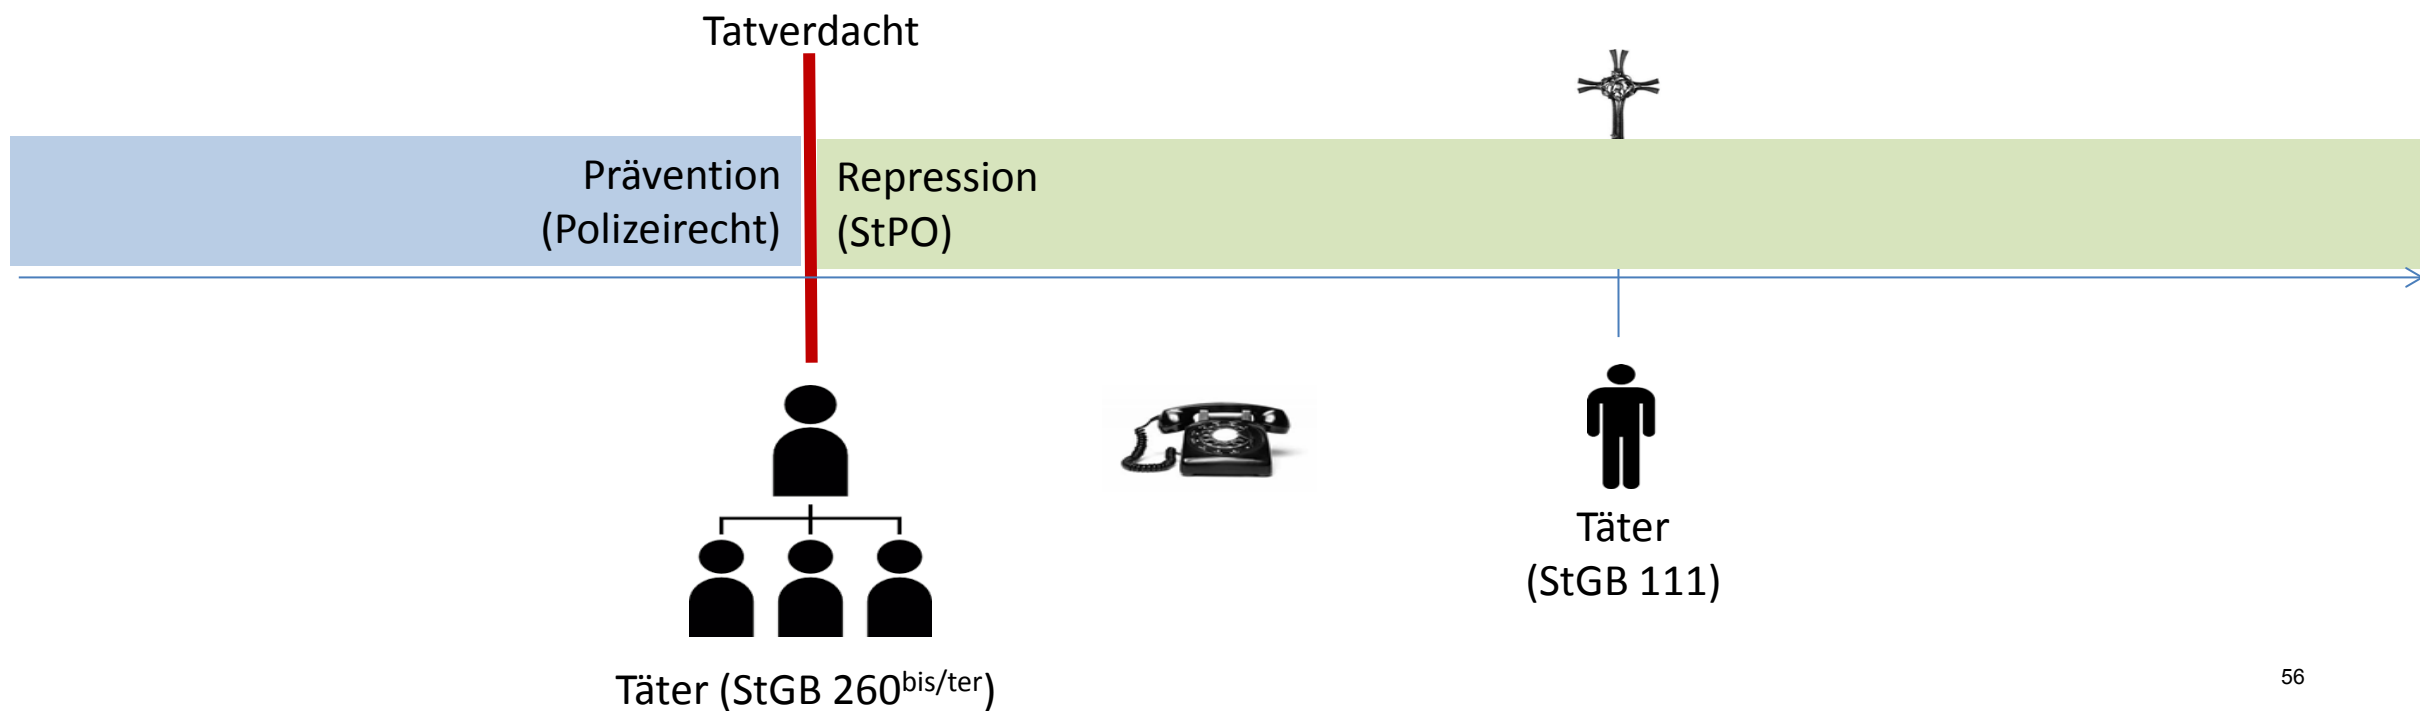 Tatverdacht
Prävention
(Polizeirecht)
Repression
(StPO)
Täter
(StGB 111)
Täter (StGB 260bis/ter)
56